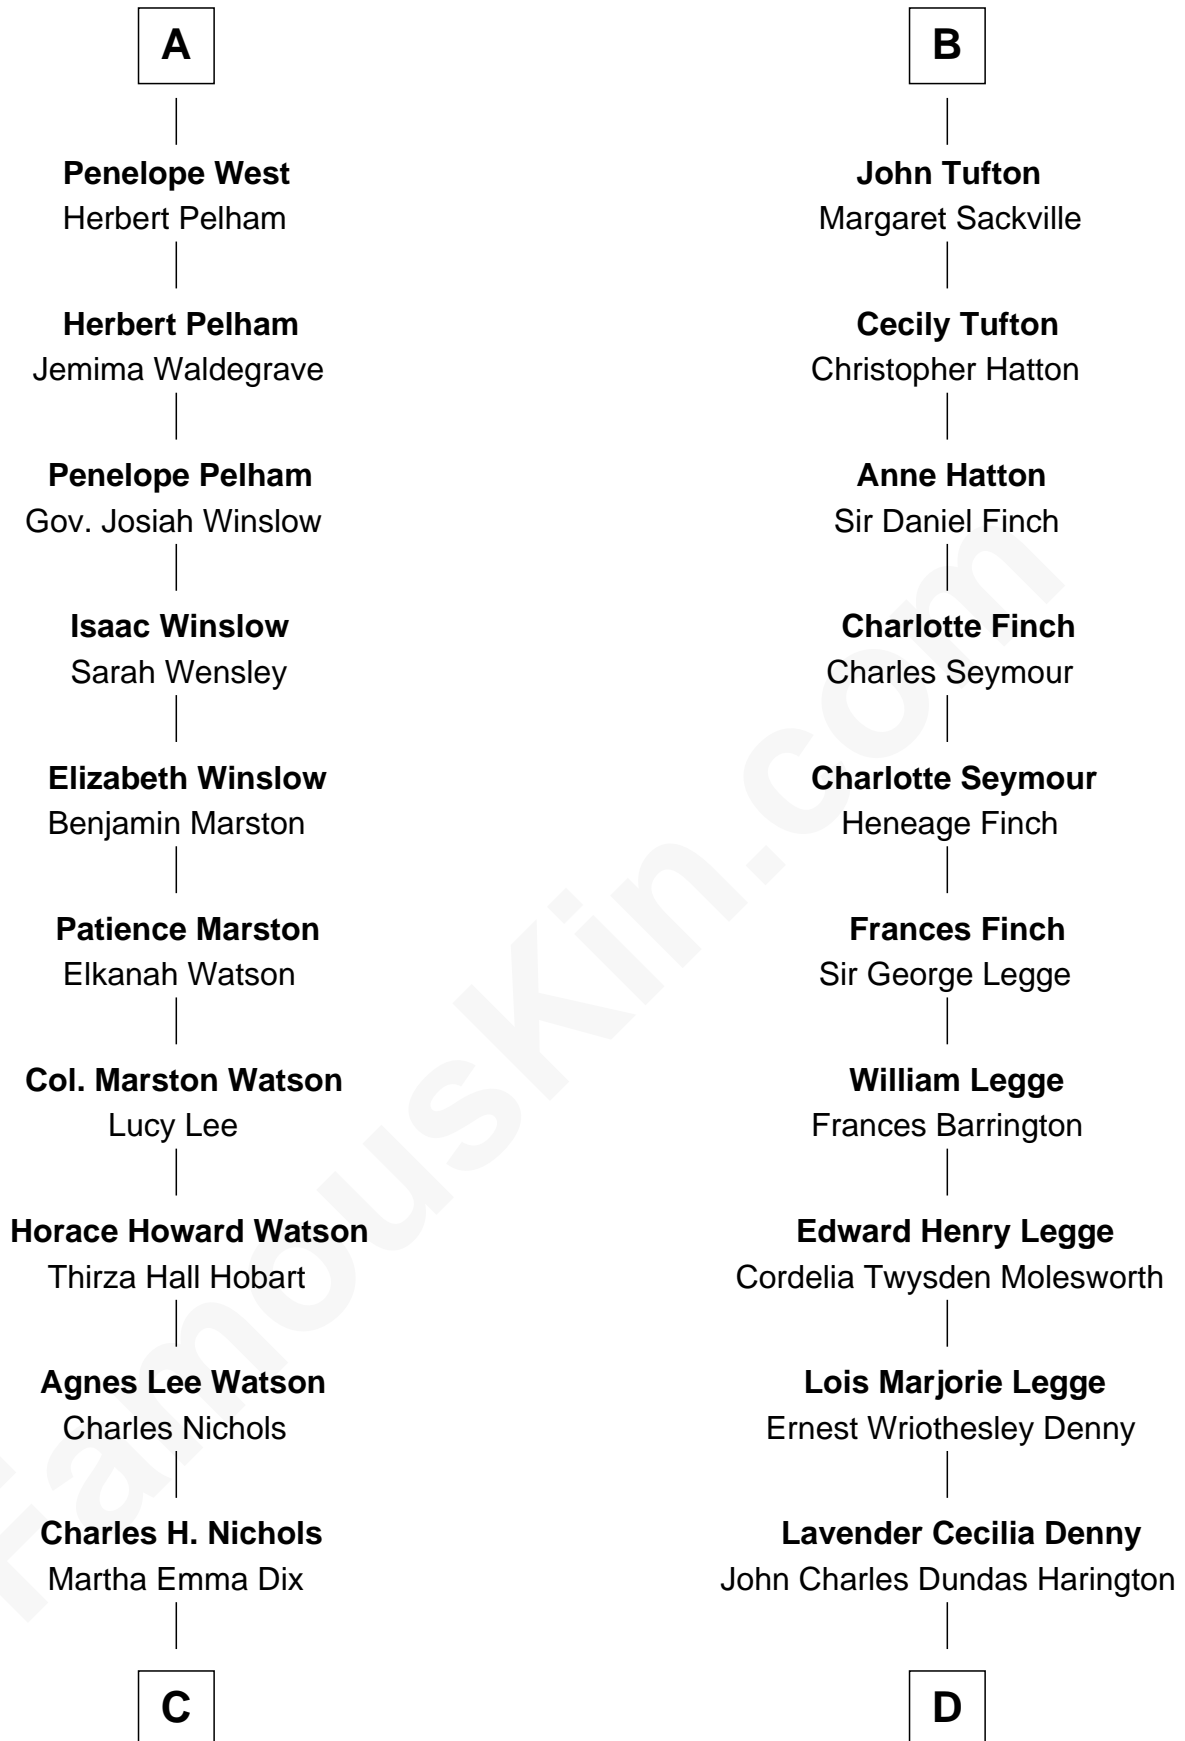 A
Penelope West
Herbert Pelham
Herbert Pelham
Jemima Waldegrave
Penelope Pelham
Gov. Josiah Winslow
Isaac Winslow
Sarah Wensley
Elizabeth Winslow
Benjamin Marston
Patience Marston
Elkanah Watson
Col. Marston Watson
Lucy Lee
Horace Howard Watson
Thirza Hall Hobart
Agnes Lee Watson
Charles Nichols
Charles H. Nichols
Martha Emma Dix
C
B
John Tufton
Margaret Sackville
Cecily Tufton
Christopher Hatton
Anne Hatton
Sir Daniel Finch
Charlotte Finch
Charles Seymour
Charlotte Seymour
Heneage Finch
Frances Finch
Sir George Legge
William Legge
Frances Barrington
Edward Henry Legge
Cordelia Twysden Molesworth
Lois Marjorie Legge
Ernest Wriothesley Denny
Lavender Cecilia Denny
John Charles Dundas Harington
D
FamousKin.com